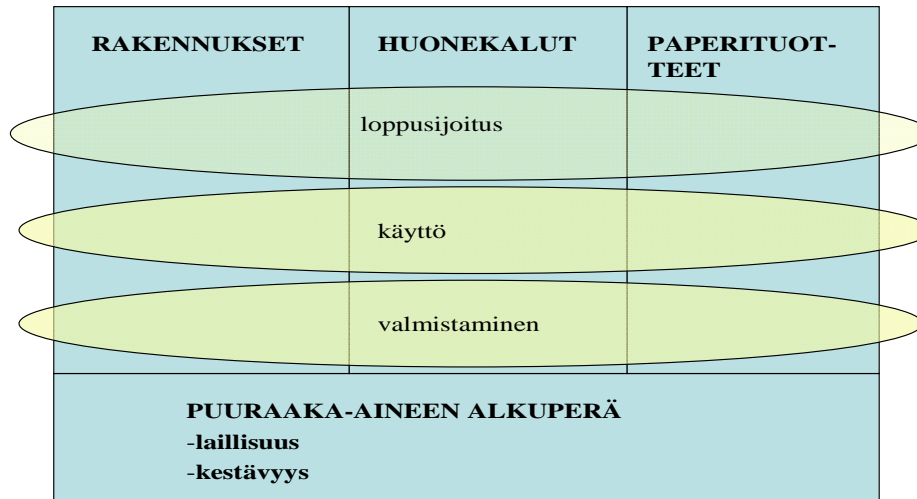 RAKENNUKSET
HUONEKALUT
PAPERITUOT-
TEET
loppusijoitus
käyttö
valmistaminen
PUURAAKA-AINEEN ALKUPERÄ
-laillisuus
-kestävyys